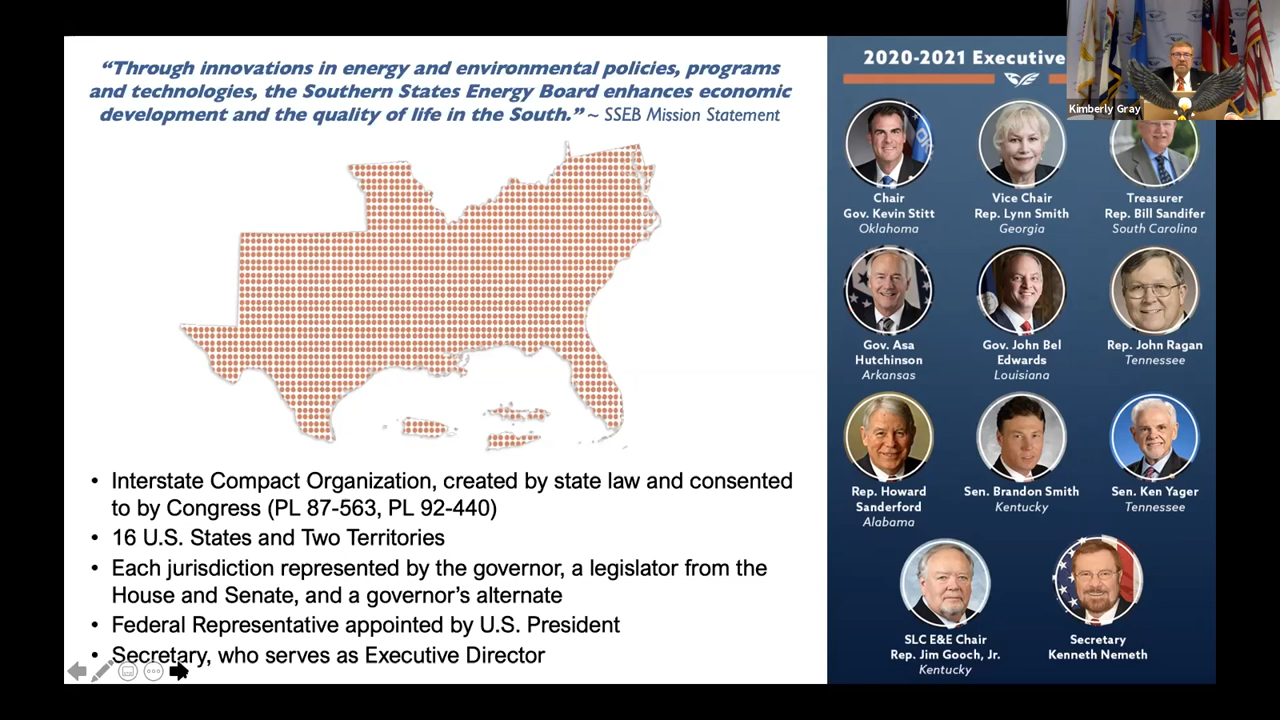 “Through innovations in energy and environmental policies, programs
and technologies, the Southern States Energy Board enhances economic
development and the quality of life in the South.” ~ SSEB Mission Statement
• Interstate Compact Organization, created by state law and consented
to by Congress (PL 87-563, PL 92-440)
• 16 U.S. States and Two Territories
• Each jurisdiction represented by the governor, a legislator from the
House and Senate, and a governor’s alternate
• Federal Representative appointed by U.S. President
• Secretary, who serves as Executive Director
2020-2021 Executive
Kimberly Gray
Chair
Gov. Kevin Stitt
Oklahoma
Vice Chair
Rep. Lynn Smith
Georgia
Treasurer
Rep. Bill Sandifer
South Carolina
Gov. Asa
Hutchinson
Arkansas
Gov. John Bel
Edwards
Louisiana
Rep. John Ragan
Tennessee
Rep. Howard
Sanderford
Alabama
Sen. Brandon Smith
Kentucky
Sen. Ken Yager
Tennessee
SLC E&E Chair
Rep. Jim Gooch, Jr.
Kentucky
Secretary
Kenneth Nemeth